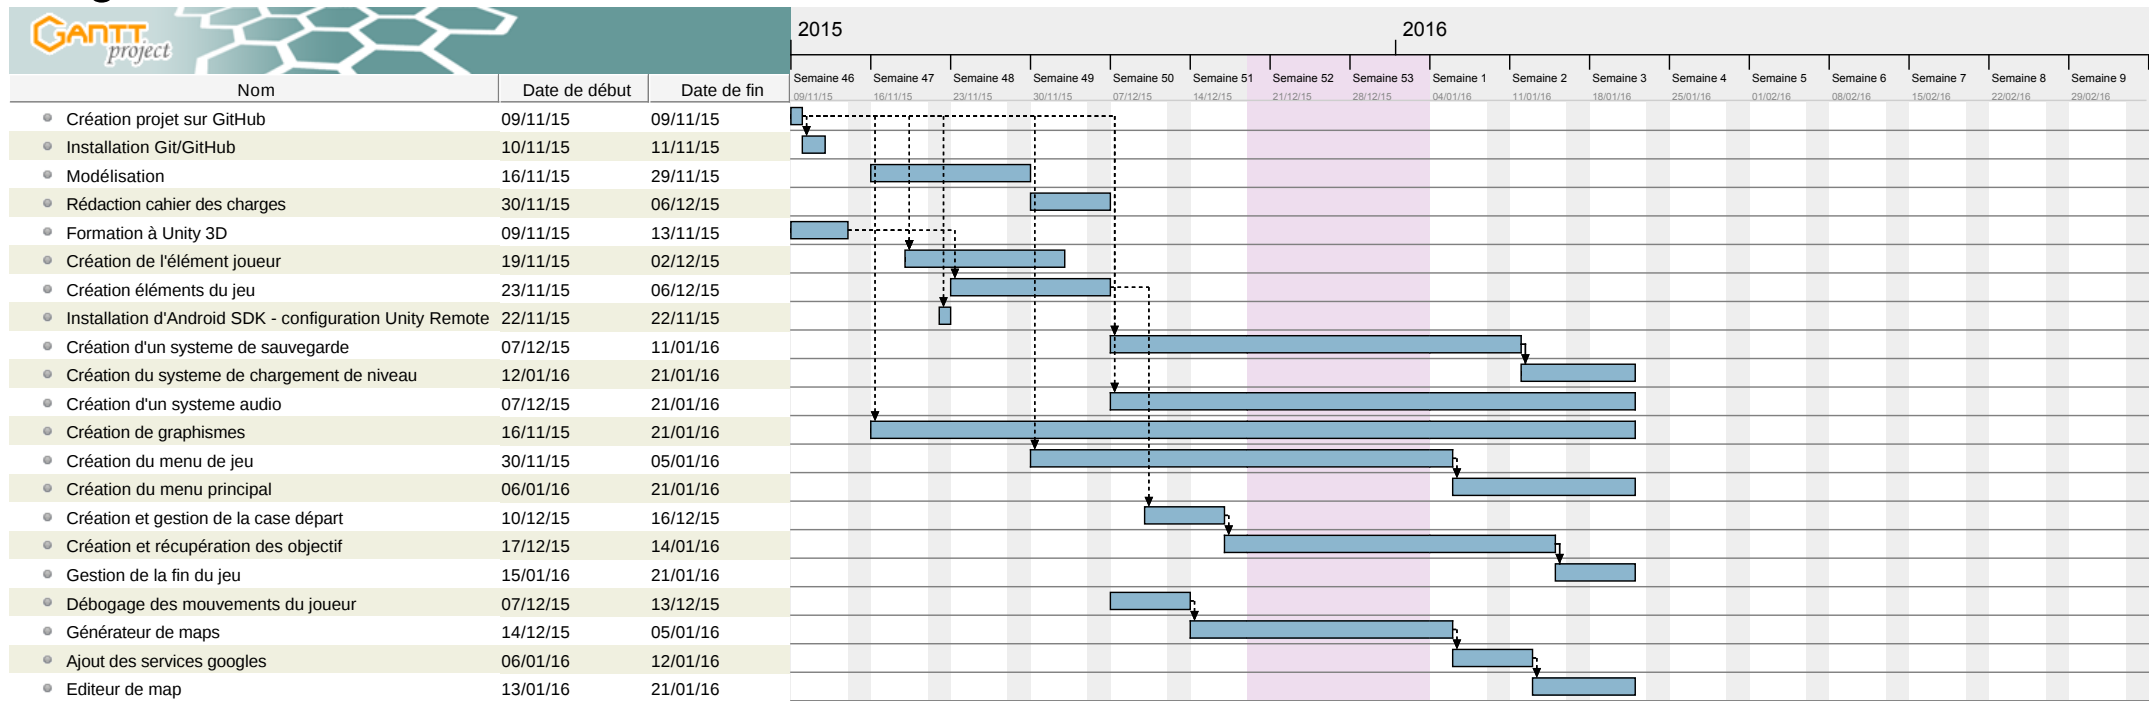 GANTT
project
2015 2016
Nom Date de début Date de fin
Semaine 46 Semaine 47 Semaine 48 Semaine 49 Semaine 50 Semaine 51 Semaine 52 Semaine 53 Semaine 1 Semaine 2 Semaine 3 Semaine 4 Semaine 5 Semaine 6 Semaine 7 Semaine 8 Semaine 9
09/11/15 16/11/15 23/11/15 30/11/15 07/12/15 14/12/15 21/12/15 28/12/15 04/01/16 11/01/16 18/01/16 25/01/16 01/02/16 08/02/16 15/02/16 22/02/16 29/02/16
Création projet sur GitHub 09/11/15 09/11/15
Installation Git/GitHub 10/11/15 11/11/15
Modélisation 16/11/15 29/11/15
Rédaction cahier des charges 30/11/15 06/12/15
Formation à Unity 3D 09/11/15 13/11/15
Création de l'élément joueur 19/11/15 02/12/15
Création éléments du jeu 23/11/15 06/12/15
Installation d'Android SDK - configuration Unity Remote 22/11/15 22/11/15
Création d'un systeme de sauvegarde 07/12/15 11/01/16
Création du systeme de chargement de niveau 12/01/16 21/01/16
Création d'un systeme audio 07/12/15 21/01/16
Création de graphismes 16/11/15 21/01/16
Création du menu de jeu 30/11/15 05/01/16
Création du menu principal 06/01/16 21/01/16
Création et gestion de la case départ 10/12/15 16/12/15
Création et récupération des objectif 17/12/15 14/01/16
Gestion de la fin du jeu 15/01/16 21/01/16
Débogage des mouvements du joueur 07/12/15 13/12/15
Générateur de maps 14/12/15 05/01/16
Ajout des services googles 06/01/16 12/01/16
Editeur de map 13/01/16 21/01/16